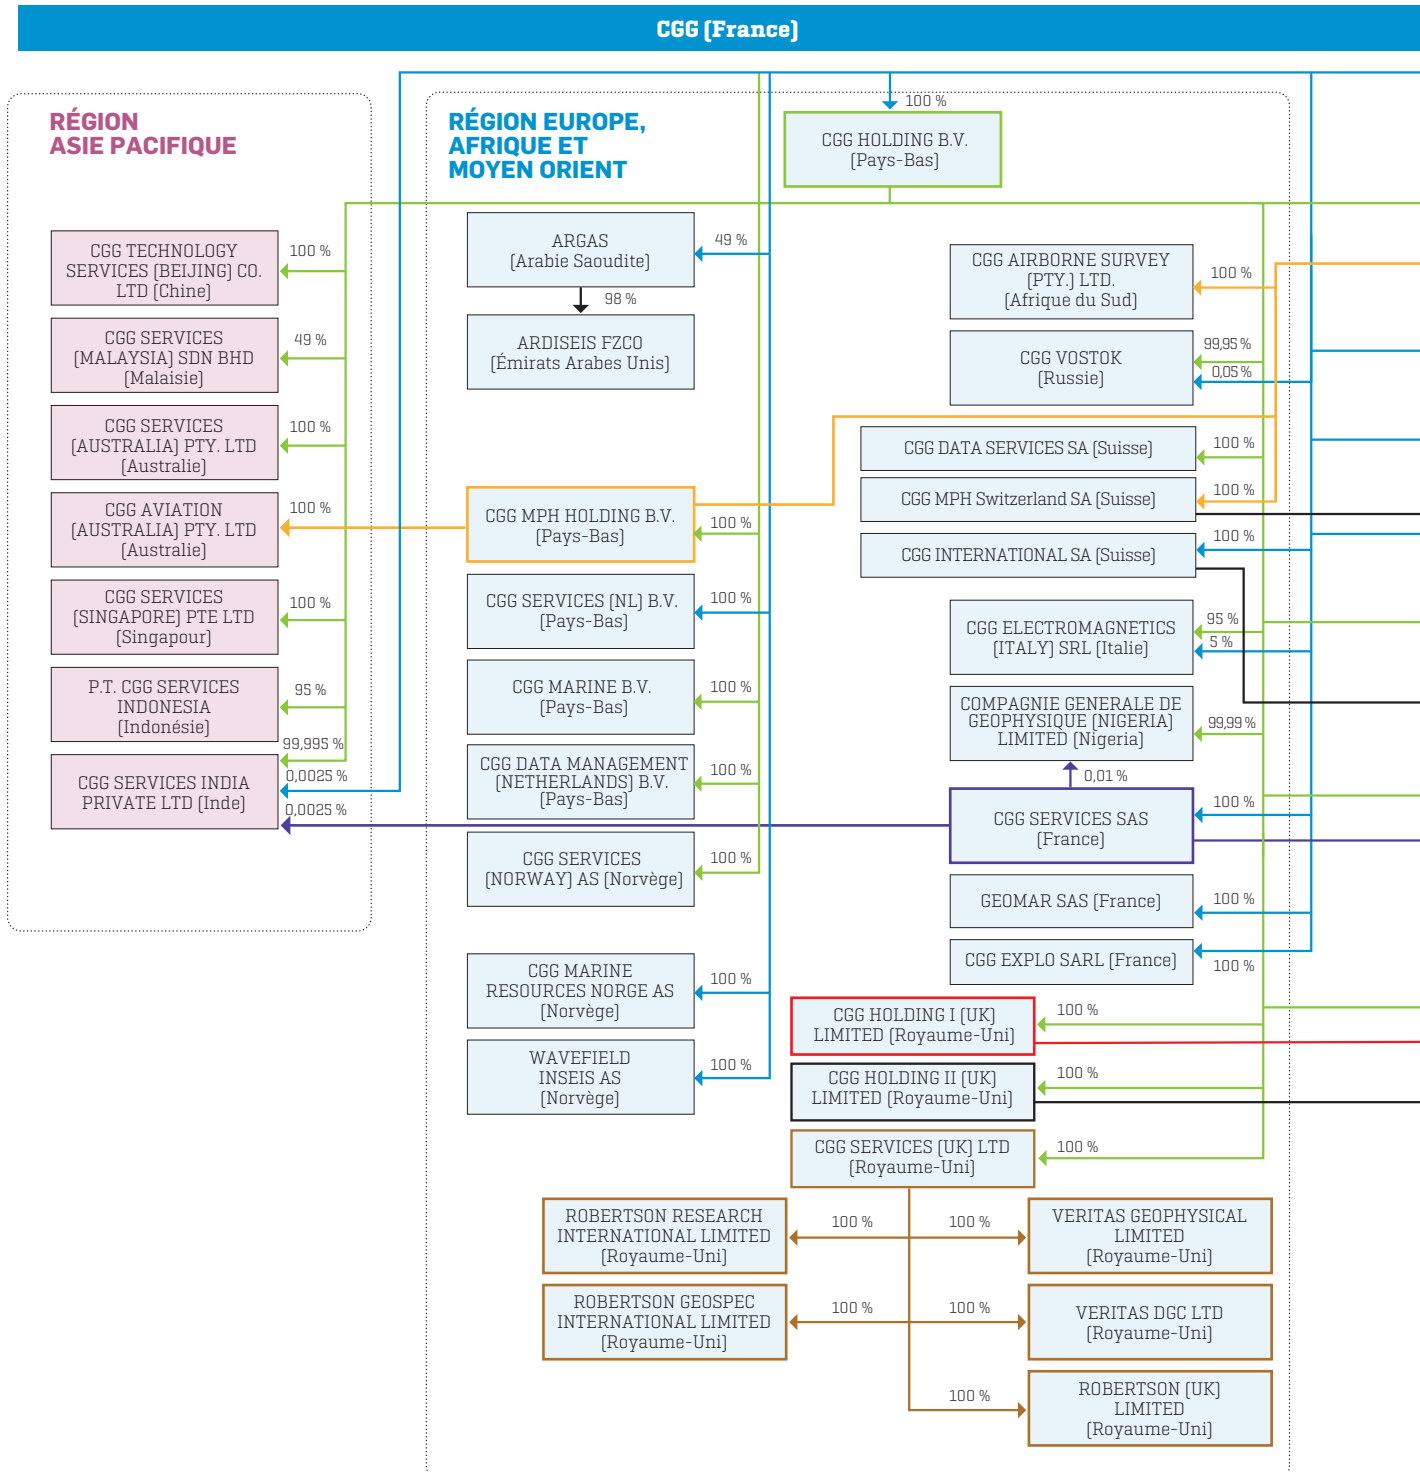 CGG (France)
RÉGION
ASIE PACIFIQUE
CGG TECHNOLOGY
SERVICES (BEIJING) CO.
LTD (Chine)
100 %
CGG SERVICES
(MALAYSIA) SDN BHD
(Malaisie)
49 %
CGG SERVICES
(AUSTRALIA) PTY. LTD
(Australie)
100 %
CGG AVIATION
(AUSTRALIA) PTY. LTD
(Australie)
100 %
CGG SERVICES
(SINGAPORE) PTE LTD
(Singapour)
100 %
P.T. CGG SERVICES
INDONESIA
(Indonésie)
95 %
CGG SERVICES INDIA
PRIVATE LTD (Inde)
99,995 %
0,0025 %
0,0025 %
RÉGION EUROPE,
AFRIQUE ET
MOYEN ORIENT
100 %
CGG HOLDING B.V.
(Pays-Bas)
ARGAS
(Arabie Saoudite)
49 %
98 %
ARDISEIS FZCO
(Émirats Arabes Unis)
CGG MPH HOLDING B.V.
(Pays-Bas)
100 %
CGG SERVICES (NL) B.V.
(Pays-Bas)
100 %
CGG MARINE B.V.
(Pays-Bas)
100 %
CGG DATA MANAGEMENT
(NETHERLANDS) B.V.
(Pays-Bas)
100 %
CGG SERVICES
(NORWAY) AS (Norvège)
100 %
CGG MARINE
RESOURCES NORGE AS
(Norvège)
100 %
WAVEFIELD
INSEIS AS
(Norvège)
100 %
CGG AIRBORNE SURVEY
(PTY.) LTD.
(Afrique du Sud)
100 %
CGG VOSTOK
(Russie)
99,95 %
0,05 %
CGG DATA SERVICES SA (Suisse)
100 %
CGG MPH Switzerland SA (Suisse)
100 %
CGG INTERNATIONAL SA (Suisse)
100 %
CGG ELECTROMAGNETICS
(ITALY) SRL (Italie)
95 %
5 %
COMPAGNIE GENERALE DE
GEOPHYSIQUE (NIGERIA)
LIMITED (Nigeria)
99,99 %
0,01 %
CGG SERVICES SAS
(France)
100 %
GEOMAR SAS (France)
100 %
CGG EXPLO SARL (France)
100 %
CGG HOLDING I (UK)
LIMITED (Royaume-Uni)
100 %
CGG HOLDING II (UK)
LIMITED (Royaume-Uni)
100 %
CGG SERVICES (UK) LTD
(Royaume-Uni)
100 %
ROBERTSON RESEARCH
INTERNATIONAL LIMITED
(Royaume-Uni)
100 %
100 %
VERITAS GEOPHYSICAL
LIMITED
(Royaume-Uni)
ROBERTSON GEOSPEC
INTERNATIONAL LIMITED
(Royaume-Uni)
100 %
100 %
VERITAS DGC LTD
(Royaume-Uni)
100 %
ROBERTSON (UK)
LIMITED
(Royaume-Uni)